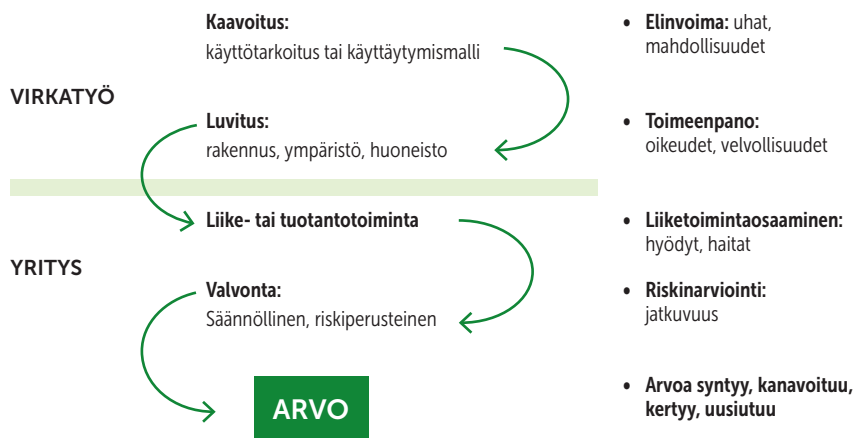 Kaavoitus:
käyttötarkoitus tai käyttäytymismalli
• Elinvoima: uhat,
mahdollisuudet
VIRKATYÖ
Luvitus:
rakennus, ympäristö, huoneisto
• Toimeenpano:
oikeudet, velvollisuudet
Liike- tai tuotantotoiminta
• Liiketoimintaosaaminen:
hyödyt, haitat
YRITYS
Valvonta:
Säännöllinen, riskiperusteinen
• Riskinarviointi:
jatkuvuus
ARVO
• Arvoa syntyy, kanavoituu,
kertyy, uusiutuu